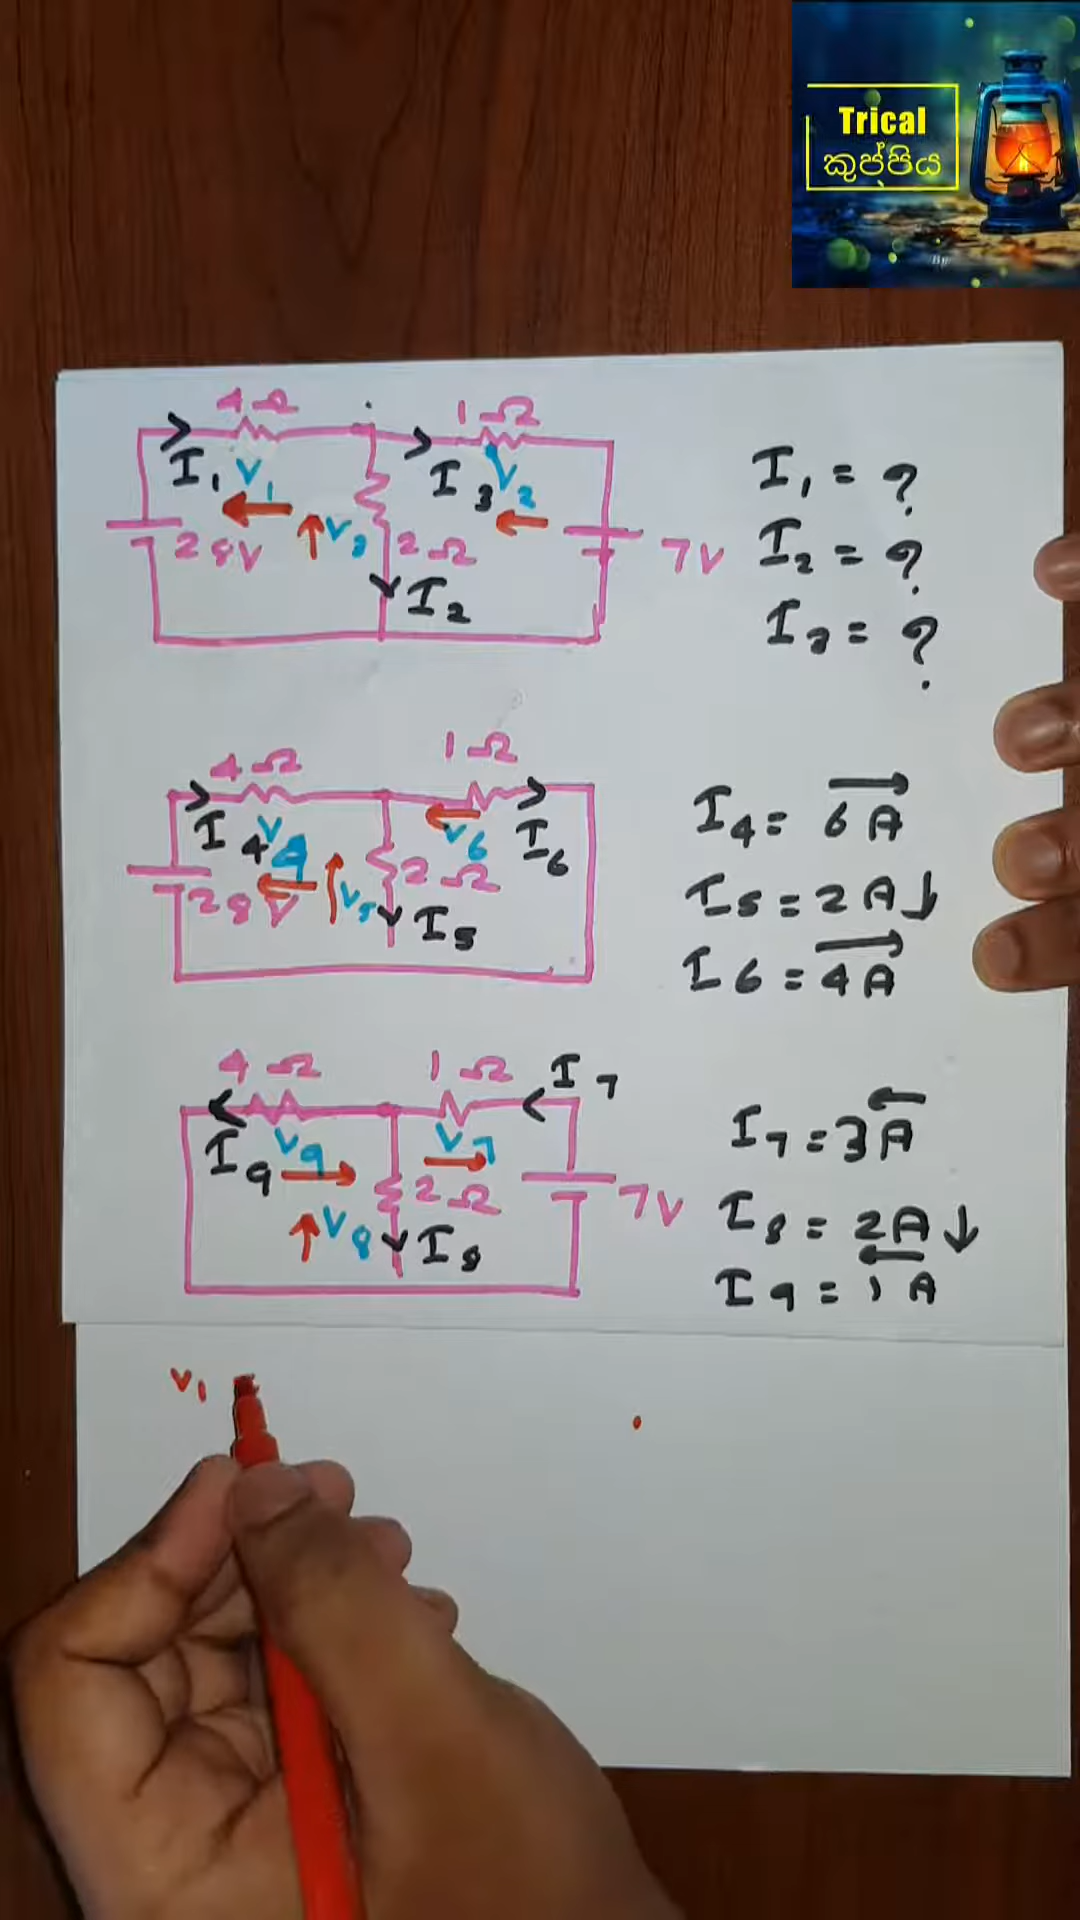 Trical
කුප්පිය
By
4Ω
1Ω
I₁
V₁
I₃
V₂
28V
V₃
2Ω
I₂
7V
I₁ = ?
I₂ = ?
I₃ = ?
4Ω
1Ω
I₄
V₄
V₆
I₆
28V
V₅
2Ω
I₅
I₄ = 6A
I₅ = 2A↓
I6 = 4A
4Ω
1Ω
I₇
I₉
V₉
V₇
2Ω
7V
V₈
I₈
I₇ = 3A
I₈ = 2A↓
I₉ = 1A
V₁